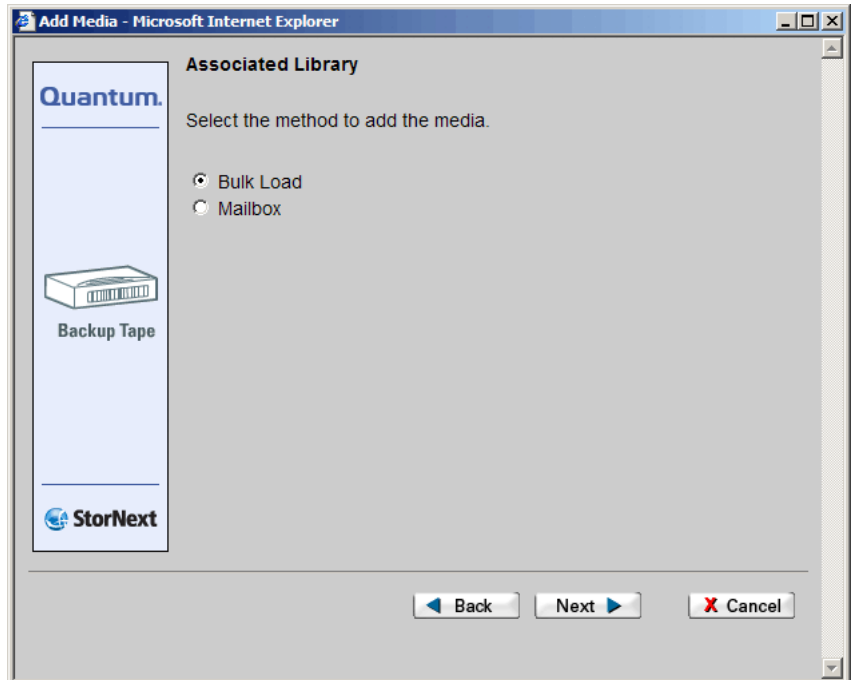 Add Media - Microsoft Internet Explorer
Associated Library
Quantum.
Select the method to add the media.
Bulk Load
Mailbox
Backup Tape
StorNext
Back Next X Cancel